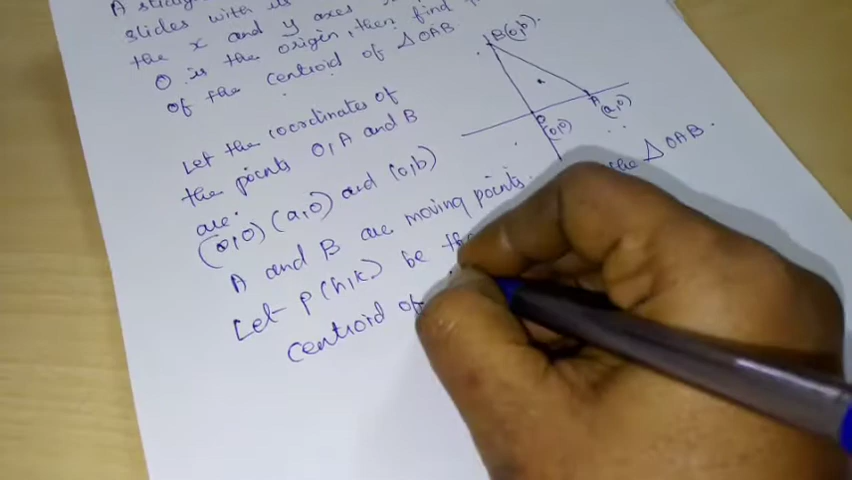 A
slides with
the x and y axes
O is the origin, then find
of the centroid of △OAB
B(0,b).
A
(a,0)
O
(0,0)
Let the coordinates of
the points O, A and B
are:
(0,0) (a,0) and (0,b)
A and B are moving points.
Let P(h,k) be the
the △OAB.
centroid of